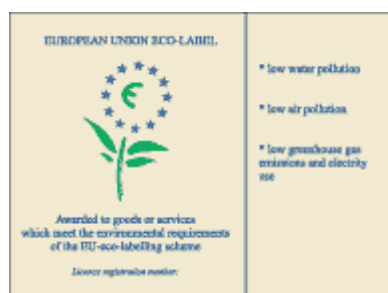 EUROPEAN UNION ECO-LABEL
Awarded to goods or services
which meet the environmental requirements
of the EU-eco-labelling scheme
Licence registration number:
* low water pollution
* low air pollution
* low greenhouse gas
emissions and electrity
use